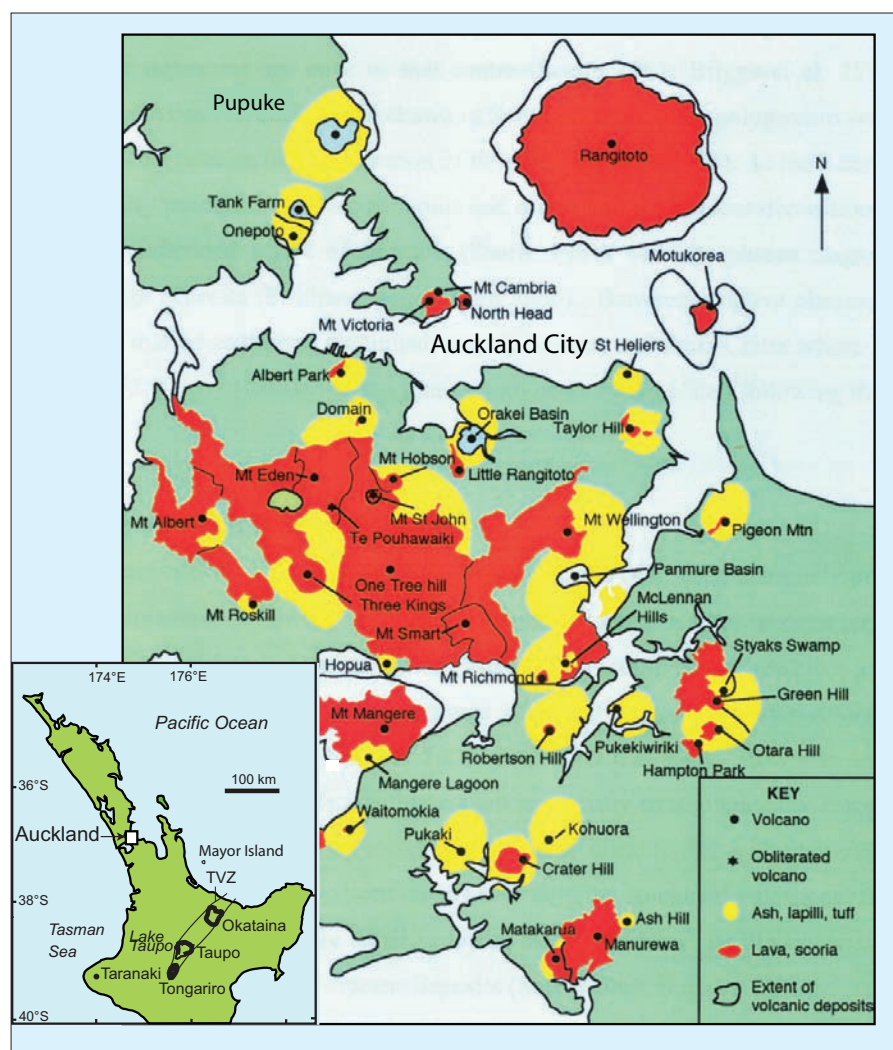 Pupuke
Tank Farm
Onepoto
Rangitoto
N
Motukorea
Mt Cambria
North Head
Mt Victoria
Auckland City
St Heliers
Albert Park
Domain
Orakei Basin
Taylor Hill
Mt Hobson
Little Rangitoto
Mt Eden
Mt Albert
Mt St John
Te Pouhawaiki
Mt Wellington
Pigeon Mtn
One Tree hill
Three Kings
Panmure Basin
McLennan
Hills
Mt Roskill
Mt Smart
Hopua
Mt Richmond
Styaks Swamp
Green Hill
Mt Mangere
Robertson Hill
Pukekiwiriki
Otara Hill
Hampton Park
Mangere Lagoon
Waitomokia
Pukaki
Kohuora
Crater Hill
Ash Hill
Matakarua
Manurewa
KEY
Volcano
Obliterated
volcano
Ash, lapilli, tuff
Lava, scoria
Extent of
volcanic deposits
174°E
176°E
Pacific Ocean
36°S
100 km
Auckland
Mayor Island
TVZ
38°S
Tasman
Sea
Lake
Taupo
Okataina
Taupo
Taranaki
Tongariro
40°S